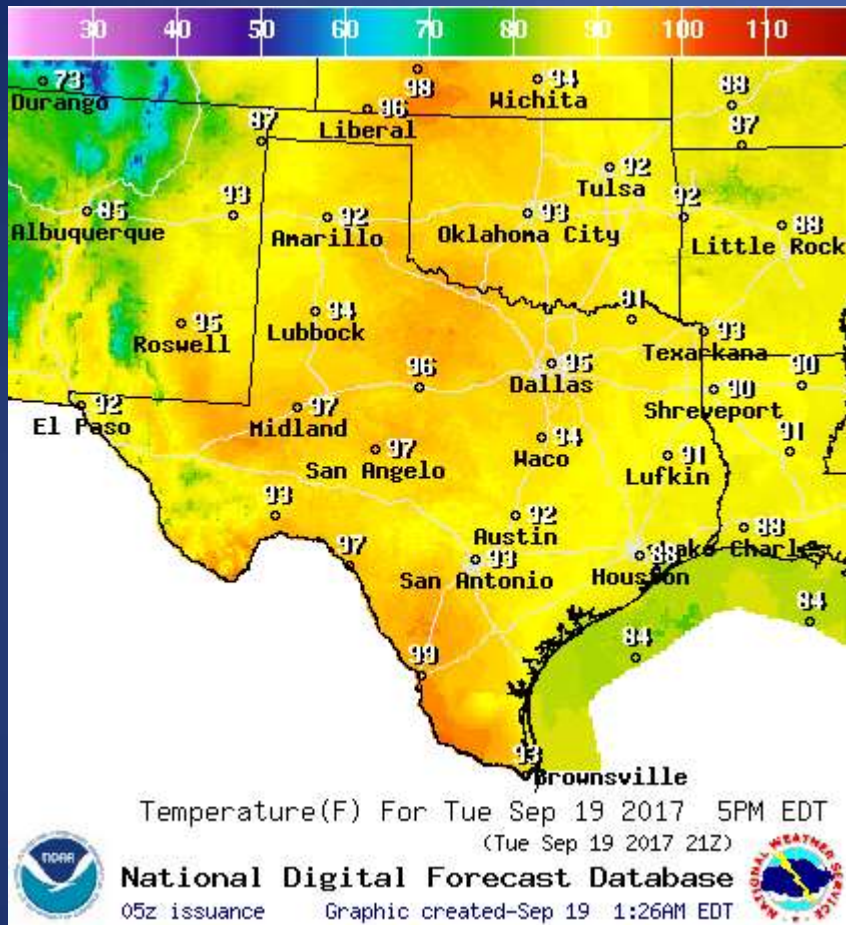 30 40 50 60 70 80 90 100 110
73
Durango
98
94
Wichita
88
96
Liberal
87
87
92
Tulsa
85
Albuquerque
93
92
Amarillo
93
Oklahoma City
92
88
Little Rock
95
Roswell
94
Lubbock
91
93
Texarkana
96
95
Dallas
90
Shreveport
90
92
El Paso
97
Midland
97
San Angelo
94
Waco
91
Lufkin
91
93
92
Austin
88
Lake Charles
97
93
San Antonio
88
Houston
84
84
99
93
Brownsville
Temperature(F) For Tue Sep 19 2017 5PM EDT
(Tue Sep 19 2017 21Z)
National Digital Forecast Database
05z issuance Graphic created-Sep 19 1:26AM EDT
NOAA
NATIONAL WEATHER SERVICE